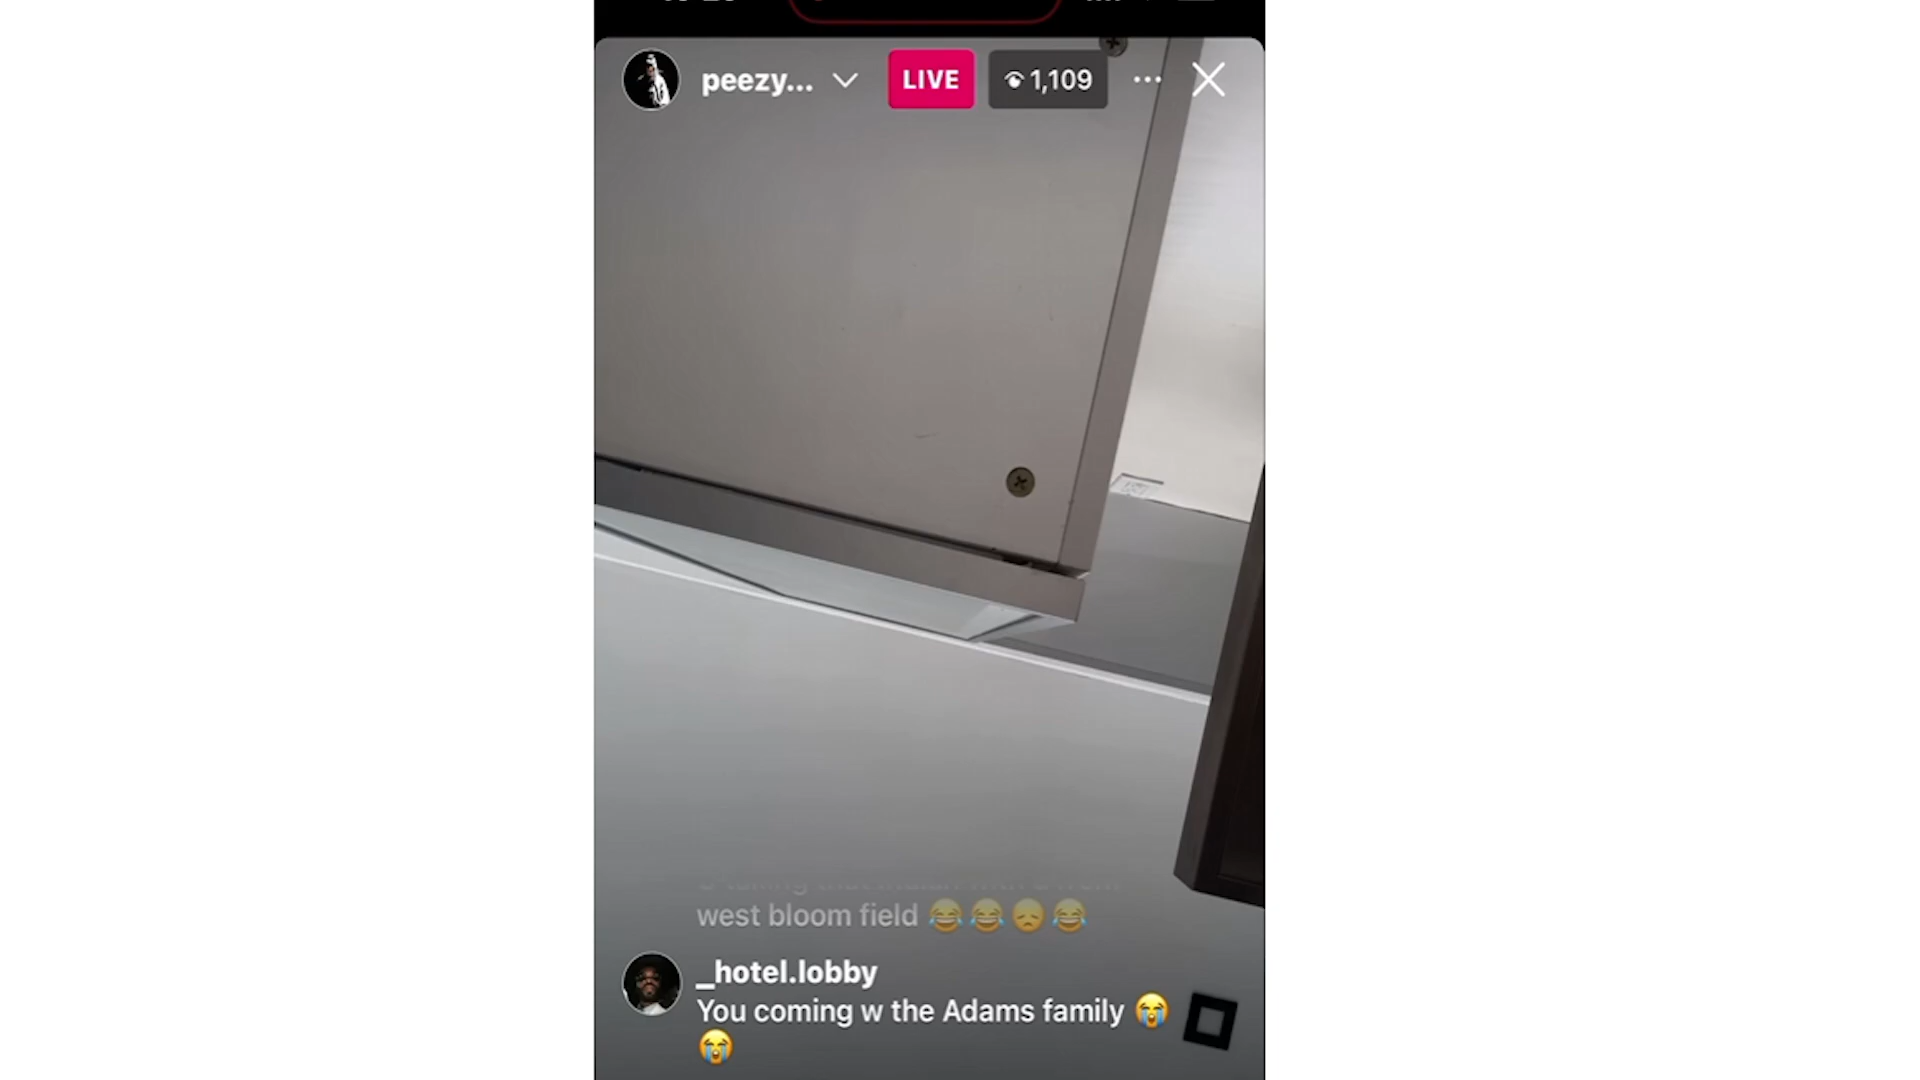 peezy...
LIVE
1,109
west bloom field 😂😂😞😂
_hotel.lobby
You coming w the Adams family 😭
😭